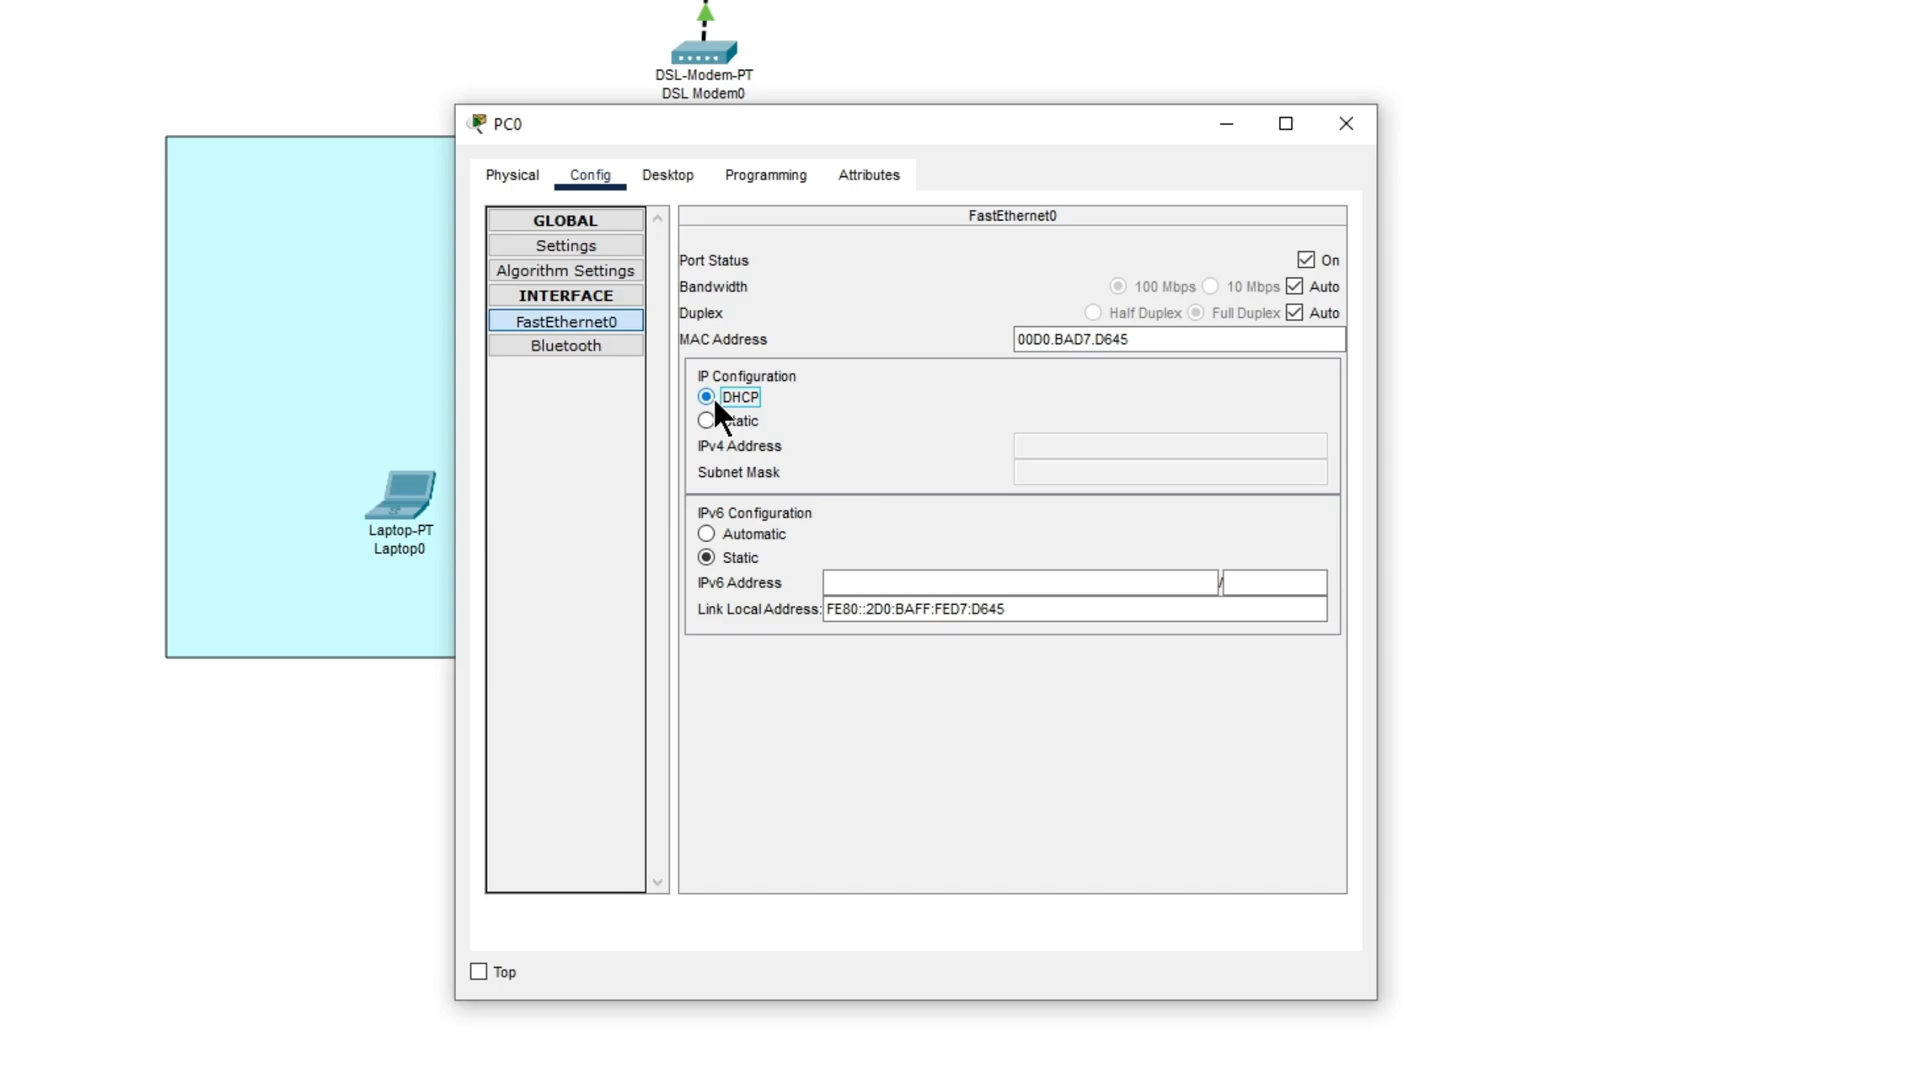 DSL-Modem-PT
DSL Modem0
PC0
Physical Config Desktop Programming Attributes
GLOBAL
Settings
Algorithm Settings
INTERFACE
FastEthernet0
Bluetooth
FastEthernet0
Port Status On
Bandwidth 100 Mbps 10 Mbps Auto
Duplex Half Duplex Full Duplex Auto
MAC Address 00D0.BAD7.D645
IP Configuration
DHCP
Static
IPv4 Address
Subnet Mask
IPv6 Configuration
Automatic
Static
IPv6 Address /
Link Local Address: FE80::2D0:BAFF:FED7:D645
Laptop-PT
Laptop0
Top